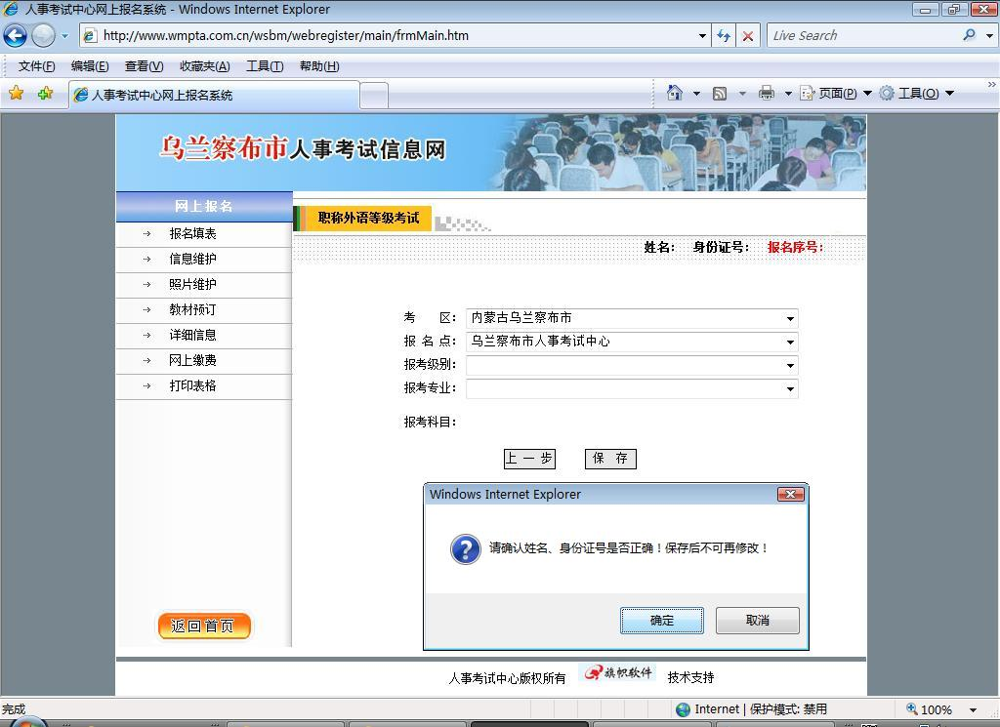 人事考试中心网上报名系统 - Windows Internet Explorer
http://www.wmpta.com.cn/wsbm/webregister/main/frmMain.htm
Live Search
文件(F) 编辑(E) 查看(V) 收藏夹(A) 工具(T) 帮助(H)
人事考试中心网上报名系统
页面(P) 工具(O)
乌兰察布市人事考试信息网
网上报名
报名填表
信息维护
照片维护
教材预订
详细信息
网上缴费
打印表格
返回首页
职称外语等级考试
姓名: 身份证号: 报名序号:
考 区: 内蒙古乌兰察布市
报 名 点: 乌兰察布市人事考试中心
报考级别:
报考专业:
报考科目:
上 一 步 保 存
Windows Internet Explorer
请确认姓名、身份证号是否正确！保存后不可再修改！
确定 取消
人事考试中心版权所有 旗帜软件 技术支持
完成
Internet | 保护模式: 禁用
100%